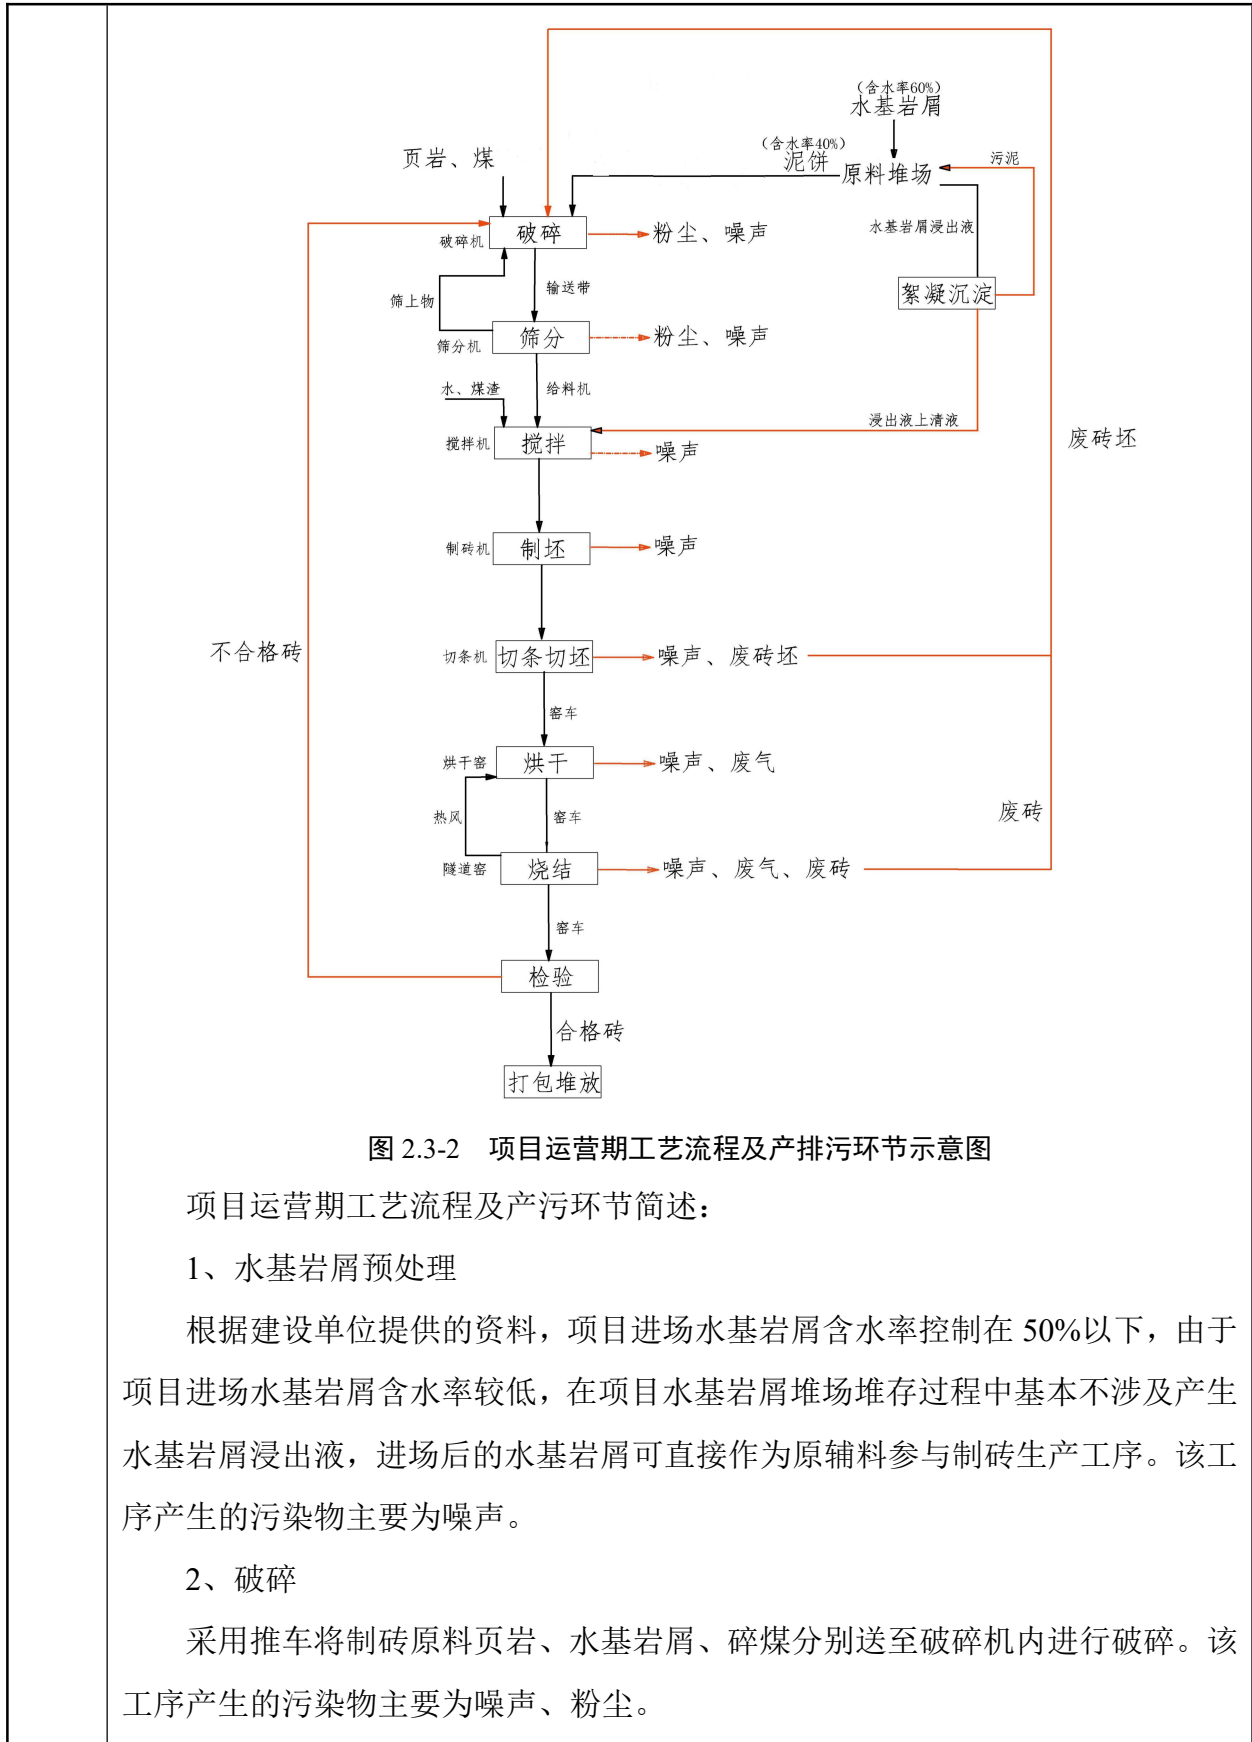 （含水率60%）
水基岩屑
（含水率40%）
页岩、煤
泥饼
原料堆场
污泥
破碎机
破碎
粉尘、噪声
水基岩屑浸出液
筛上物
输送带
絮凝沉淀
筛分机
筛分
粉尘、噪声
水、煤渣
给料机
浸出液上清液
搅拌机
搅拌
噪声
废砖坯
制砖机
制坯
噪声
不合格砖
切条机
切条切坯
噪声、废砖坯
窑车
烘干窑
烘干
噪声、废气
热风
窑车
废砖
隧道窑
烧结
噪声、废气、废砖
窑车
检验
合格砖
打包堆放
图 2.3-2 项目运营期工艺流程及产排污环节示意图
项目运营期工艺流程及产污环节简述：
1、水基岩屑预处理
根据建设单位提供的资料，项目进场水基岩屑含水率控制在 50%以下，由于
项目进场水基岩屑含水率较低，在项目水基岩屑堆场堆存过程中基本不涉及产生
水基岩屑浸出液，进场后的水基岩屑可直接作为原辅料参与制砖生产工序。该工
序产生的污染物主要为噪声。
2、破碎
采用推车将制砖原料页岩、水基岩屑、碎煤分别送至破碎机内进行破碎。该
工序产生的污染物主要为噪声、粉尘。